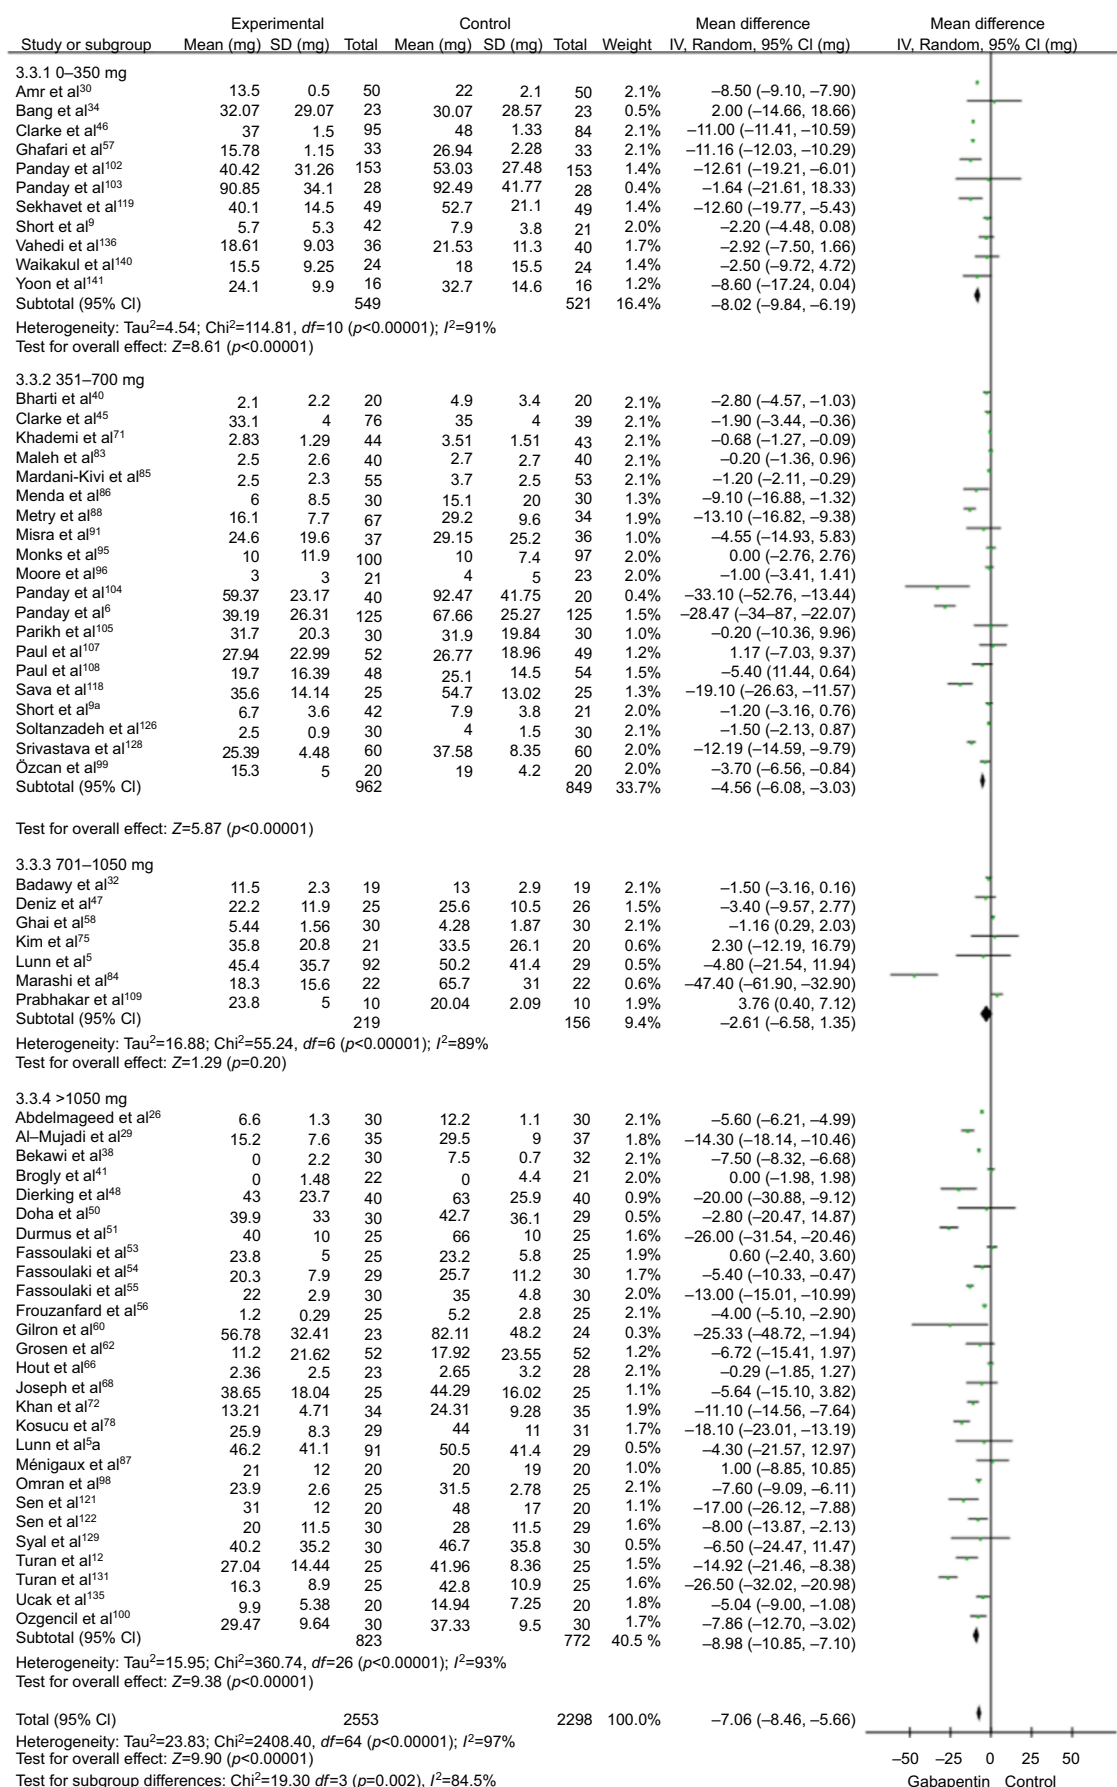 Experimental Control Mean difference Mean difference
Study or subgroup Mean (mg) SD (mg) Total Mean (mg) SD (mg) Total Weight IV, Random, 95% CI (mg) IV, Random, 95% CI (mg)
3.3.1 0–350 mg
Amr et al30 13.5 0.5 50 22 2.1 50 2.1% –8.50 (–9.10, –7.90)
Bang et al34 32.07 29.07 23 30.07 28.57 23 0.5% 2.00 (–14.66, 18.66)
Clarke et al46 37 1.5 95 48 1.33 84 2.1% –11.00 (–11.41, –10.59)
Ghafari et al57 15.78 1.15 33 26.94 2.28 33 2.1% –11.16 (–12.03, –10.29)
Panday et al102 40.42 31.26 153 53.03 27.48 153 1.4% –12.61 (–19.21, –6.01)
Panday et al103 90.85 34.1 28 92.49 41.77 28 0.4% –1.64 (–21.61, 18.33)
Sekhavet et al119 40.1 14.5 49 52.7 21.1 49 1.4% –12.60 (–19.77, –5.43)
Short et al9 5.7 5.3 42 7.9 3.8 21 2.0% –2.20 (–4.48, 0.08)
Vahedi et al136 18.61 9.03 36 21.53 11.3 40 1.7% –2.92 (–7.50, 1.66)
Waikakul et al140 15.5 9.25 24 18 15.5 24 1.4% –2.50 (–9.72, 4.72)
Yoon et al141 24.1 9.9 16 32.7 14.6 16 1.2% –8.60 (–17.24, 0.04)
Subtotal (95% CI) 549 521 16.4% –8.02 (–9.84, –6.19)
Heterogeneity: Tau2=4.54; Chi2=114.81, df=10 (p<0.00001); I2=91%
Test for overall effect: Z=8.61 (p<0.00001)
3.3.2 351–700 mg
Bharti et al40 2.1 2.2 20 4.9 3.4 20 2.1% –2.80 (–4.57, –1.03)
Clarke et al45 33.1 4 76 35 4 39 2.1% –1.90 (–3.44, –0.36)
Khademi et al71 2.83 1.29 44 3.51 1.51 43 2.1% –0.68 (–1.27, –0.09)
Maleh et al83 2.5 2.6 40 2.7 2.7 40 2.1% –0.20 (–1.36, 0.96)
Mardani-Kivi et al85 2.5 2.3 55 3.7 2.5 53 2.1% –1.20 (–2.11, –0.29)
Menda et al86 6 8.5 30 15.1 20 30 1.3% –9.10 (–16.88, –1.32)
Metry et al88 16.1 7.7 67 29.2 9.6 34 1.9% –13.10 (–16.82, –9.38)
Misra et al91 24.6 19.6 37 29.15 25.2 36 1.0% –4.55 (–14.93, 5.83)
Monks et al95 10 11.9 100 10 7.4 97 2.0% 0.00 (–2.76, 2.76)
Moore et al96 3 3 21 4 5 23 2.0% –1.00 (–3.41, 1.41)
Panday et al104 59.37 23.17 40 92.47 41.75 20 0.4% –33.10 (–52.76, –13.44)
Panday et al6 39.19 26.31 125 67.66 25.27 125 1.5% –28.47 (–34–87, –22.07)
Parikh et al105 31.7 20.3 30 31.9 19.84 30 1.0% –0.20 (–10.36, 9.96)
Paul et al107 27.94 22.99 52 26.77 18.96 49 1.2% 1.17 (–7.03, 9.37)
Paul et al108 19.7 16.39 48 25.1 14.5 54 1.5% –5.40 (11.44, 0.64)
Sava et al118 35.6 14.14 25 54.7 13.02 25 1.3% –19.10 (–26.63, –11.57)
Short et al9a 6.7 3.6 42 7.9 3.8 21 2.0% –1.20 (–3.16, 0.76)
Soltanzadeh et al126 2.5 0.9 30 4 1.5 30 2.1% –1.50 (–2.13, 0.87)
Srivastava et al128 25.39 4.48 60 37.58 8.35 60 2.0% –12.19 (–14.59, –9.79)
Özcan et al99 15.3 5 20 19 4.2 20 2.0% –3.70 (–6.56, –0.84)
Subtotal (95% CI) 962 849 33.7% –4.56 (–6.08, –3.03)
Test for overall effect: Z=5.87 (p<0.00001)
3.3.3 701–1050 mg
Badawy et al32 11.5 2.3 19 13 2.9 19 2.1% –1.50 (–3.16, 0.16)
Deniz et al47 22.2 11.9 25 25.6 10.5 26 1.5% –3.40 (–9.57, 2.77)
Ghai et al58 5.44 1.56 30 4.28 1.87 30 2.1% –1.16 (0.29, 2.03)
Kim et al75 35.8 20.8 21 33.5 26.1 20 0.6% 2.30 (–12.19, 16.79)
Lunn et al5 45.4 35.7 92 50.2 41.4 29 0.5% –4.80 (–21.54, 11.94)
Marashi et al84 18.3 15.6 22 65.7 31 22 0.6% –47.40 (–61.90, –32.90)
Prabhakar et al109 23.8 5 10 20.04 2.09 10 1.9% 3.76 (0.40, 7.12)
Subtotal (95% CI) 219 156 9.4% –2.61 (–6.58, 1.35)
Heterogeneity: Tau2=16.88; Chi2=55.24, df=6 (p<0.00001); I2=89%
Test for overall effect: Z=1.29 (p=0.20)
3.3.4 >1050 mg
Abdelmageed et al26 6.6 1.3 30 12.2 1.1 30 2.1% –5.60 (–6.21, –4.99)
Al–Mujadi et al29 15.2 7.6 35 29.5 9 37 1.8% –14.30 (–18.14, –10.46)
Bekawi et al38 0 2.2 30 7.5 0.7 32 2.1% –7.50 (–8.32, –6.68)
Brogly et al41 0 1.48 22 0 4.4 21 2.0% 0.00 (–1.98, 1.98)
Dierking et al48 43 23.7 40 63 25.9 40 0.9% –20.00 (–30.88, –9.12)
Doha et al50 39.9 33 30 42.7 36.1 29 0.5% –2.80 (–20.47, 14.87)
Durmus et al51 40 10 25 66 10 25 1.6% –26.00 (–31.54, –20.46)
Fassoulaki et al53 23.8 5 25 23.2 5.8 25 1.9% 0.60 (–2.40, 3.60)
Fassoulaki et al54 20.3 7.9 29 25.7 11.2 30 1.7% –5.40 (–10.33, –0.47)
Fassoulaki et al55 22 2.9 30 35 4.8 30 2.0% –13.00 (–15.01, –10.99)
Frouzanfard et al56 1.2 0.29 25 5.2 2.8 25 2.1% –4.00 (–5.10, –2.90)
Gilron et al60 56.78 32.41 23 82.11 48.2 24 0.3% –25.33 (–48.72, –1.94)
Grosen et al62 11.2 21.62 52 17.92 23.55 52 1.2% –6.72 (–15.41, 1.97)
Hout et al66 2.36 2.5 23 2.65 3.2 28 2.1% –0.29 (–1.85, 1.27)
Joseph et al68 38.65 18.04 25 44.29 16.02 25 1.1% –5.64 (–15.10, 3.82)
Khan et al72 13.21 4.71 34 24.31 9.28 35 1.9% –11.10 (–14.56, –7.64)
Kosucu et al78 25.9 8.3 29 44 11 31 1.7% –18.10 (–23.01, –13.19)
Lunn et al5a 46.2 41.1 91 50.5 41.4 29 0.5% –4.30 (–21.57, 12.97)
Ménigaux et al87 21 12 20 20 19 20 1.0% 1.00 (–8.85, 10.85)
Omran et al98 23.9 2.6 25 31.5 2.78 25 2.1% –7.60 (–9.09, –6.11)
Sen et al121 31 12 20 48 17 20 1.1% –17.00 (–26.12, –7.88)
Sen et al122 20 11.5 30 28 11.5 29 1.6% –8.00 (–13.87, –2.13)
Syal et al129 40.2 35.2 30 46.7 35.8 30 0.5% –6.50 (–24.47, 11.47)
Turan et al12 27.04 14.44 25 41.96 8.36 25 1.5% –14.92 (–21.46, –8.38)
Turan et al131 16.3 8.9 25 42.8 10.9 25 1.6% –26.50 (–32.02, –20.98)
Ucak et al135 9.9 5.38 20 14.94 7.25 20 1.8% –5.04 (–9.00, –1.08)
Ozgencil et al100 29.47 9.64 30 37.33 9.5 30 1.7% –7.86 (–12.70, –3.02)
Subtotal (95% CI) 823 772 40.5 % –8.98 (–10.85, –7.10)
Heterogeneity: Tau2=15.95; Chi2=360.74, df=26 (p<0.00001); I2=93%
Test for overall effect: Z=9.38 (p<0.00001)
Total (95% CI) 2553 2298 100.0% –7.06 (–8.46, –5.66)
Heterogeneity: Tau2=23.83; Chi2=2408.40, df=64 (p<0.00001); I2=97%
Test for overall effect: Z=9.90 (p<0.00001)
–50 –25 0 25 50
Test for subgroup differences: Chi2=19.30 df=3 (p=0.002), I2=84.5%
Gabapentin Control